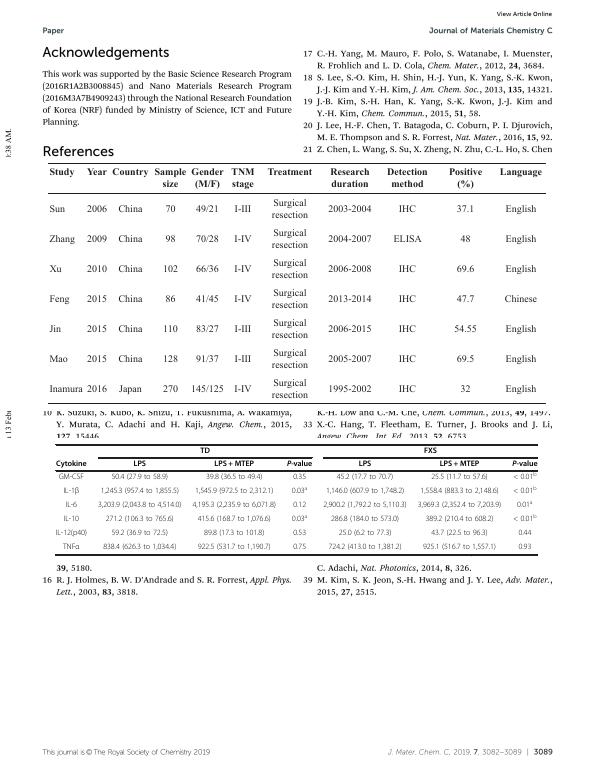 View Article Online
Paper
Journal of Materials Chemistry C
Acknowledgements
This work was supported by the Basic Science Research Program
(2016R1A2B3008845) and Nano Materials Research Program
(2016M3A7B4909243) through the National Research Foundation
of Korea (NRF) funded by Ministry of Science, ICT and Future
Planning.
References
17 C.-H. Yang, M. Mauro, F. Polo, S. Watanabe, I. Muenster,
R. Frohlich and L. D. Cola, Chem. Mater., 2012, 24, 3684.
18 S. Lee, S.-O. Kim, H. Shin, H.-J. Yun, K. Yang, S.-K. Kwon,
J.-J. Kim and Y.-H. Kim, J. Am. Chem. Soc., 2013, 135, 14321.
19 J.-B. Kim, S.-H. Han, K. Yang, S.-K. Kwon, J.-J. Kim and
Y.-H. Kim, Chem. Commun., 2015, 51, 58.
20 J. Lee, H.-F. Chen, T. Batagoda, C. Coburn, P. I. Djurovich,
M. E. Thompson and S. R. Forrest, Nat. Mater., 2016, 15, 92.
21 Z. Chen, L. Wang, S. Su, X. Zheng, N. Zhu, C.-L. Ho, S. Chen
Study Year Country Sample size Gender (M/F) TNM stage Treatment Research duration Detection method Positive (%) Language
Sun 2006 China 70 49/21 I-III Surgical resection 2003-2004 IHC 37.1 English
Zhang 2009 China 98 70/28 I-IV Surgical resection 2004-2007 ELISA 48 English
Xu 2010 China 102 66/36 I-IV Surgical resection 2006-2008 IHC 69.6 English
Feng 2015 China 86 41/45 I-IV Surgical resection 2013-2014 IHC 47.7 Chinese
Jin 2015 China 110 83/27 I-III Surgical resection 2006-2015 IHC 54.55 English
Mao 2015 China 128 91/37 I-III Surgical resection 2005-2007 IHC 69.5 English
Inamura 2016 Japan 270 145/125 I-IV Surgical resection 1995-2002 IHC 32 English
10 K. Suzuki, S. Kubo, K. Shizu, T. Fukushima, A. Wakamiya,
Y. Murata, C. Adachi and H. Kaji, Angew. Chem., 2015,
127, 15446.
K.-H. Low and C.-M. Che, Chem. Commun., 2013, 49, 1497.
33 X.-C. Hang, T. Fleetham, E. Turner, J. Brooks and J. Li,
Angew. Chem. Int. Ed., 2013, 52, 6753.
TD FXS
Cytokine LPS LPS + MTEP P-value LPS LPS + MTEP P-value
GM-CSF 50.4 (27.9 to 58.9) 39.8 (36.5 to 49.4) 0.35 45.2 (17.7 to 70.7) 25.5 (11.7 to 57.6) < 0.01b
IL-1β 1,245.3 (957.4 to 1,855.5) 1,545.9 (972.5 to 2,312.1) 0.03a 1,146.0 (607.9 to 1,748.2) 1,558.4 (883.3 to 2,148.6) < 0.01b
IL-6 3,203.9 (2,043.8 to 4,514.0) 4,195.3 (2,235.9 to 6,071.8) 0.12 2,900.2 (1,792.2 to 5,110.3) 3,969.3 (2,352.4 to 7,203.9) 0.01a
IL-10 271.2 (106.3 to 765.6) 415.6 (168.7 to 1,076.6) 0.03a 286.8 (184.0 to 573.0) 389.2 (210.4 to 608.2) < 0.01b
IL-12(p40) 59.2 (36.9 to 72.5) 89.8 (17.3 to 101.8) 0.53 25.0 (6.2 to 77.3) 43.7 (22.5 to 96.3) 0.44
TNFα 838.4 (626.3 to 1,034.4) 922.5 (531.7 to 1,190.7) 0.75 724.2 (413.0 to 1,381.2) 925.1 (516.7 to 1,557.1) 0.93
39, 5180.
16 R. J. Holmes, B. W. D'Andrade and S. R. Forrest, Appl. Phys.
Lett., 2003, 83, 3818.
C. Adachi, Nat. Photonics, 2014, 8, 326.
39 M. Kim, S. K. Jeon, S.-H. Hwang and J. Y. Lee, Adv. Mater.,
2015, 27, 2515.
This journal is © The Royal Society of Chemistry 2019
J. Mater. Chem. C, 2019, 7, 3082–3089 | 3089